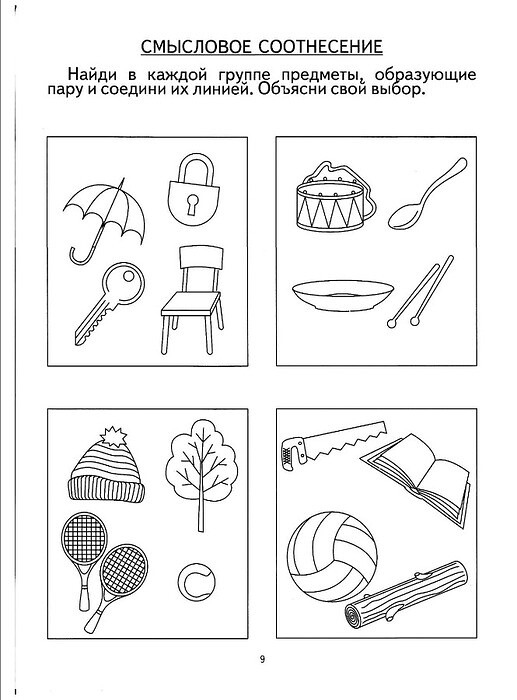 СМЫСЛОВОЕ СООТНЕСЕНИЕ
Найди в каждой группе предметы, образующие
пару и соедини их линией. Объясни свой выбор.
9